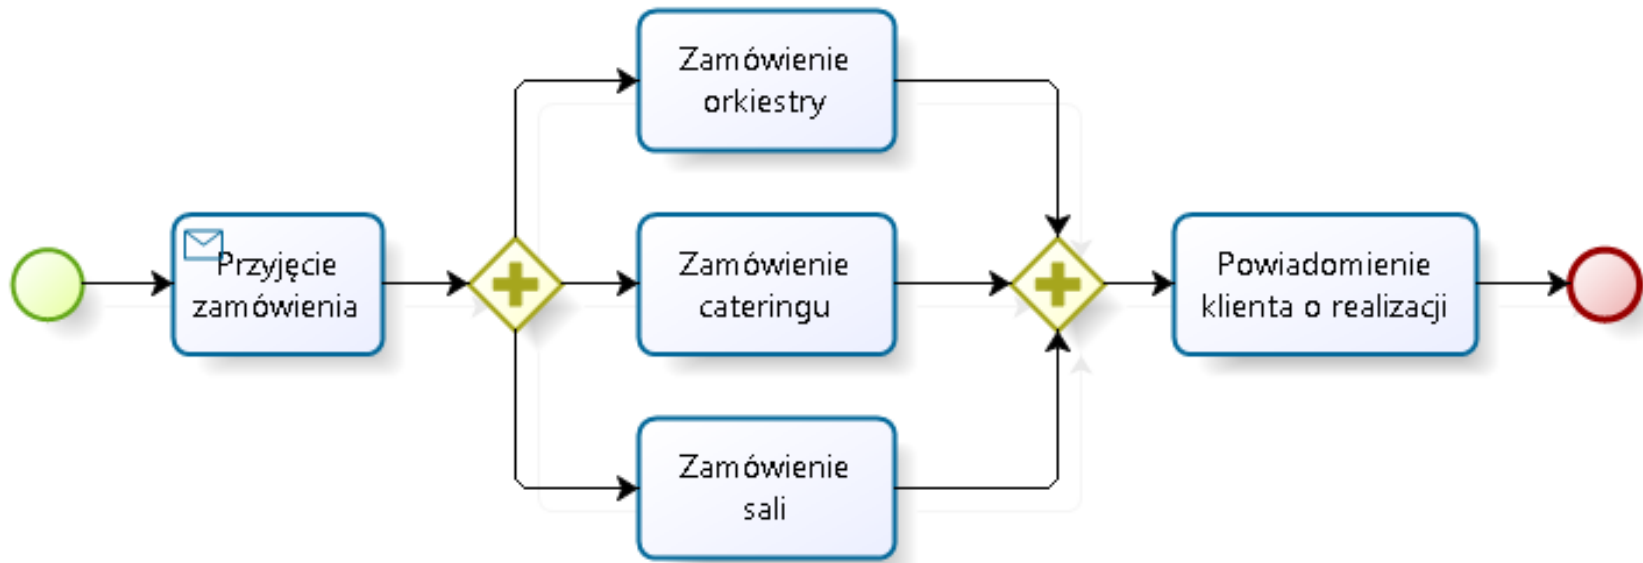 Zamówienie
orkiestry
Przyjęcie
zamówienia
Zamówienie
cateringu
Powiadomienie
klienta o realizacji
Zamówienie
sali